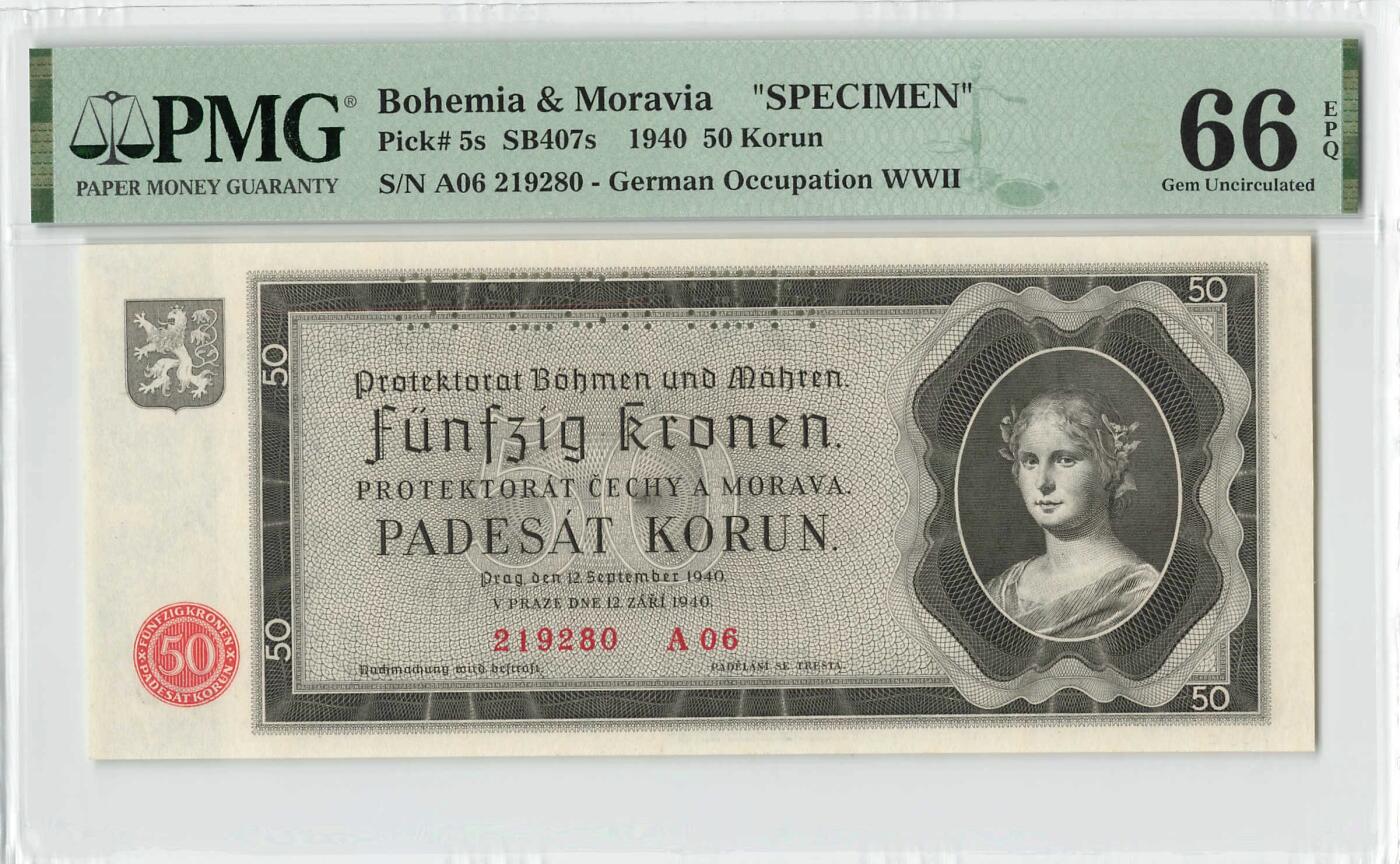 PMG®
PAPER MONEY GUARANTY
Bohemia & Moravia "SPECIMEN"
Pick# 5s SB407s 1940 50 Korun
S/N A06 219280 - German Occupation WWII
66 EPQ
Gem Uncirculated
50
50
Protektorat Böhmen und Mähren.
Fünfzig Kronen.
50
PROTEKTORÁT ČECHY A MORAVA.
PADESÁT KORUN.
Prag den 12. September 1940.
V PRAZE DNE 12. ZÁŘÍ 1940.
219280 A 06
Nachmachung wird bestraft.
PADĚLÁNÍ SE TRESTÁ.
FÜNFZIG KRONEN
50
PADESÁT KORUN
50
50